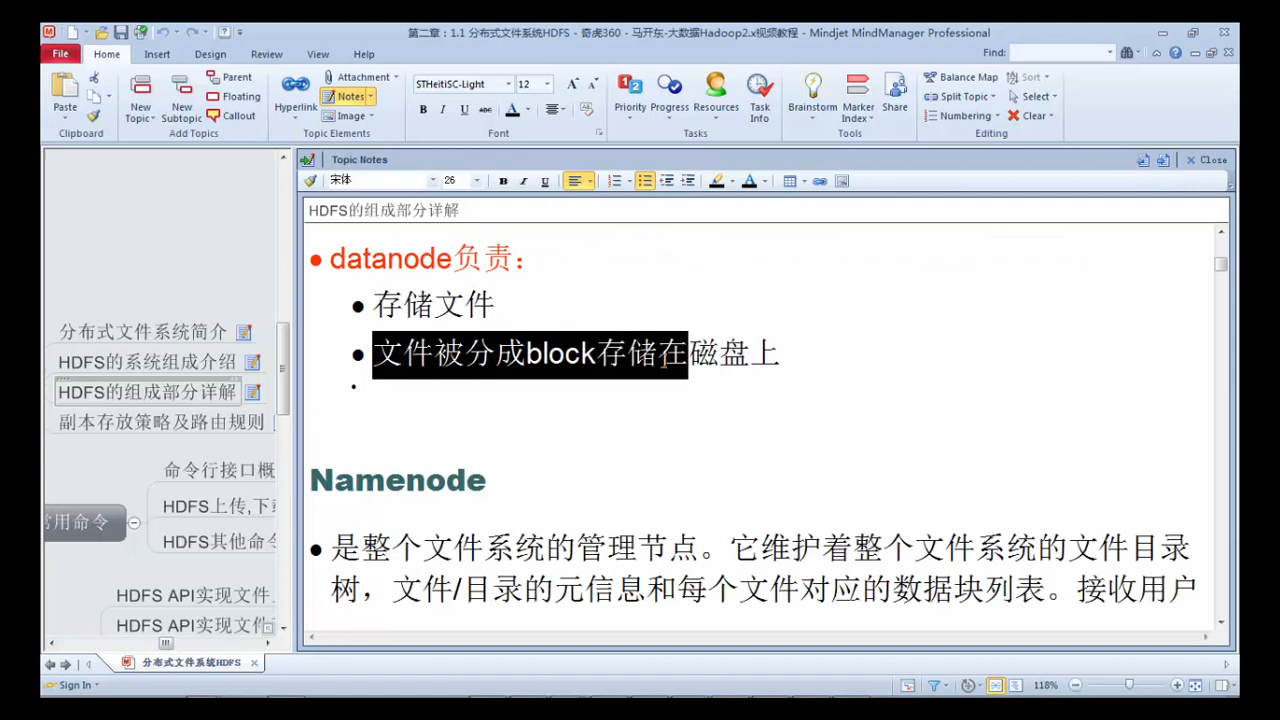 第二章：1.1 分布式文件系统HDFS - 奇虎360 - 马开东-大数据Hadoop2.x视频教程 - Mindjet MindManager Professional
File Home Insert Design Review View Help Find:
Paste
Clipboard
New Topic
New Subtopic
Parent
Floating
Callout
Add Topics
Hyperlink
Attachment
Notes
Image
Topic Elements
STHeitiSC-Light 12
B I U abc A
Font
Priority Progress Resources Task Info
Tasks
Brainstorm Marker Index Share
Tools
Balance Map Sort
Split Topic Select
Numbering Clear
Editing
Topic Notes Close
宋体 26 B I U A
HDFS的组成部分详解
datanode负责：
存储文件
文件被分成block存储在磁盘上
Namenode
是整个文件系统的管理节点。它维护着整个文件系统的文件目录
树，文件/目录的元信息和每个文件对应的数据块列表。接收用户
分布式文件系统简介
HDFS的系统组成介绍
HDFS的组成部分详解
副本存放策略及路由规则
命令行接口概
常用命令
HDFS上传,下
HDFS其他命令
HDFS API实现文件
HDFS API实现文件
分布式文件系统HDFS
Sign In 118%